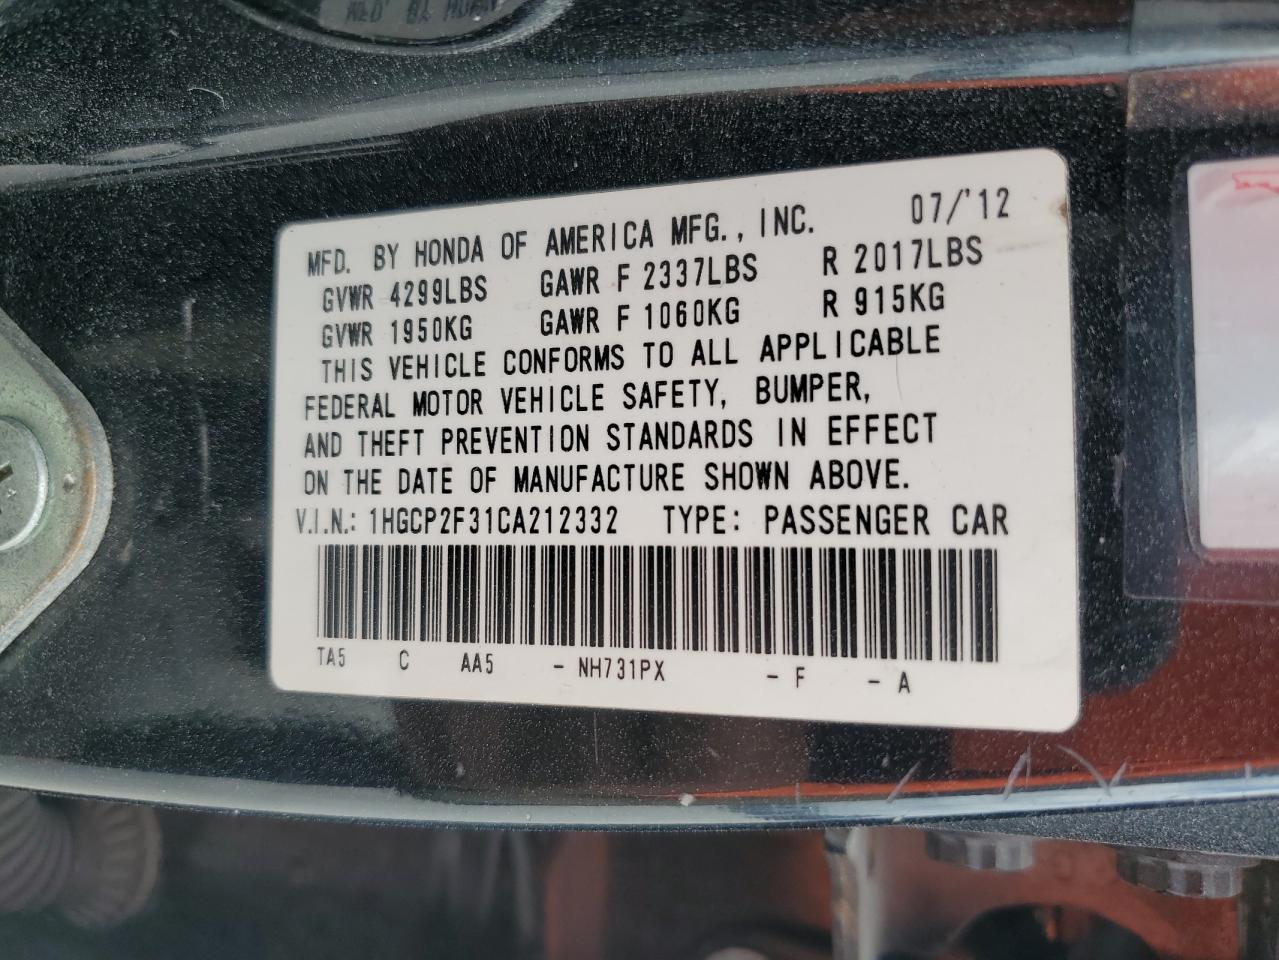 MFD. BY HONDA OF AMERICA MFG., INC. 07/'12
GVWR 4299LBS GAWR F 2337LBS R 2017LBS
GVWR 1950KG GAWR F 1060KG R 915KG
THIS VEHICLE CONFORMS TO ALL APPLICABLE
FEDERAL MOTOR VEHICLE SAFETY, BUMPER,
AND THEFT PREVENTION STANDARDS IN EFFECT
ON THE DATE OF MANUFACTURE SHOWN ABOVE.
V.I.N.: 1HGCP2F31CA212332 TYPE: PASSENGER CAR
TA5 C AA5 - NH731PX - F - A